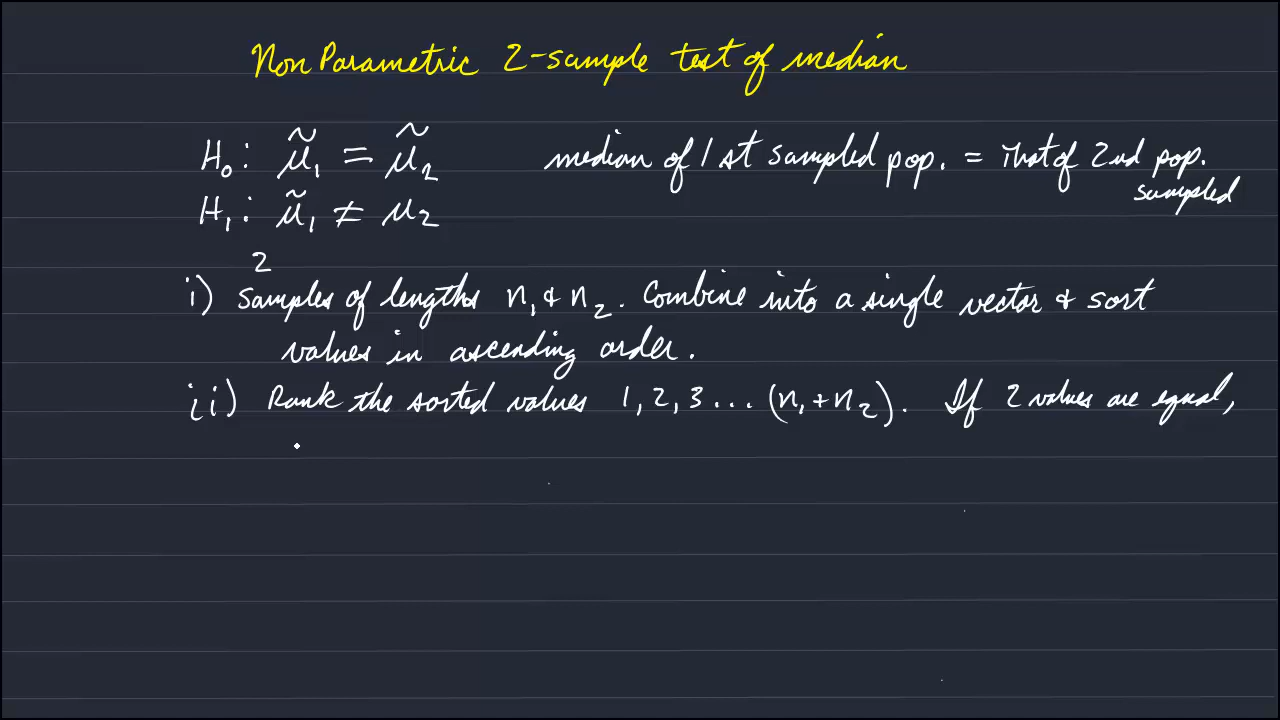 Non Parametric 2-sample test of median
H₀: μ̃₁ = μ̃₂ median of 1st sampled pop. = that of 2nd pop.
sampled
H₁: μ̃₁ ≠ μ₂
2
i) samples of lengths n₁ & n₂. Combine into a single vector & sort
values in ascending order.
ii) Rank the sorted values 1, 2, 3 ... (n₁+n₂). If 2 values are equal,